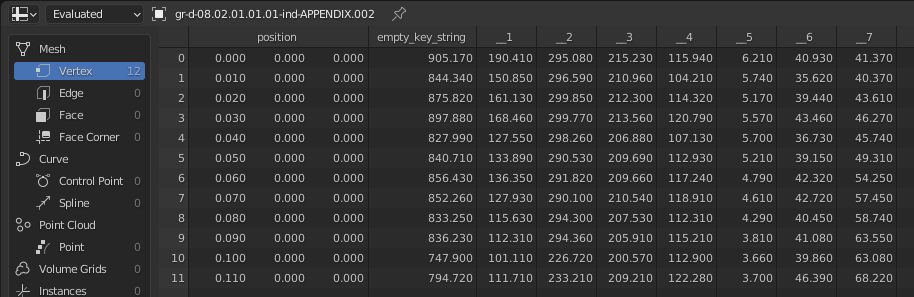 Evaluated gr-d-08.02.01.01.01-ind-APPENDIX.002
Mesh
Vertex 12
Edge 0
Face 0
Face Corner 0
Curve
Control Point 0
Spline 0
Point Cloud
Point 0
Volume Grids 0
Instances 0
position empty_key_string __1 __2 __3 __4 __5 __6 __7
0 0.000 0.000 0.000 905.170 190.410 295.080 215.230 115.940 6.210 40.930 41.370
1 0.010 0.000 0.000 844.340 150.850 296.590 210.960 104.210 5.740 35.620 40.370
2 0.020 0.000 0.000 875.820 161.130 299.850 212.300 114.320 5.170 39.440 43.610
3 0.030 0.000 0.000 897.880 168.460 299.770 213.560 120.790 5.570 43.460 46.270
4 0.040 0.000 0.000 827.990 127.550 298.260 206.880 107.130 5.700 36.730 45.740
5 0.050 0.000 0.000 840.710 133.890 290.530 209.690 112.930 5.210 39.150 49.310
6 0.060 0.000 0.000 856.430 136.350 291.820 209.660 117.240 4.790 42.320 54.250
7 0.070 0.000 0.000 852.260 127.930 290.100 210.540 118.910 4.610 42.720 57.450
8 0.080 0.000 0.000 833.250 115.630 294.300 207.530 112.310 4.290 40.450 58.740
9 0.090 0.000 0.000 836.230 112.310 294.360 205.910 115.210 3.810 41.080 63.550
10 0.100 0.000 0.000 747.900 101.110 226.720 200.570 112.900 3.660 39.860 63.080
11 0.110 0.000 0.000 794.720 111.710 233.210 209.210 122.280 3.700 46.390 68.220